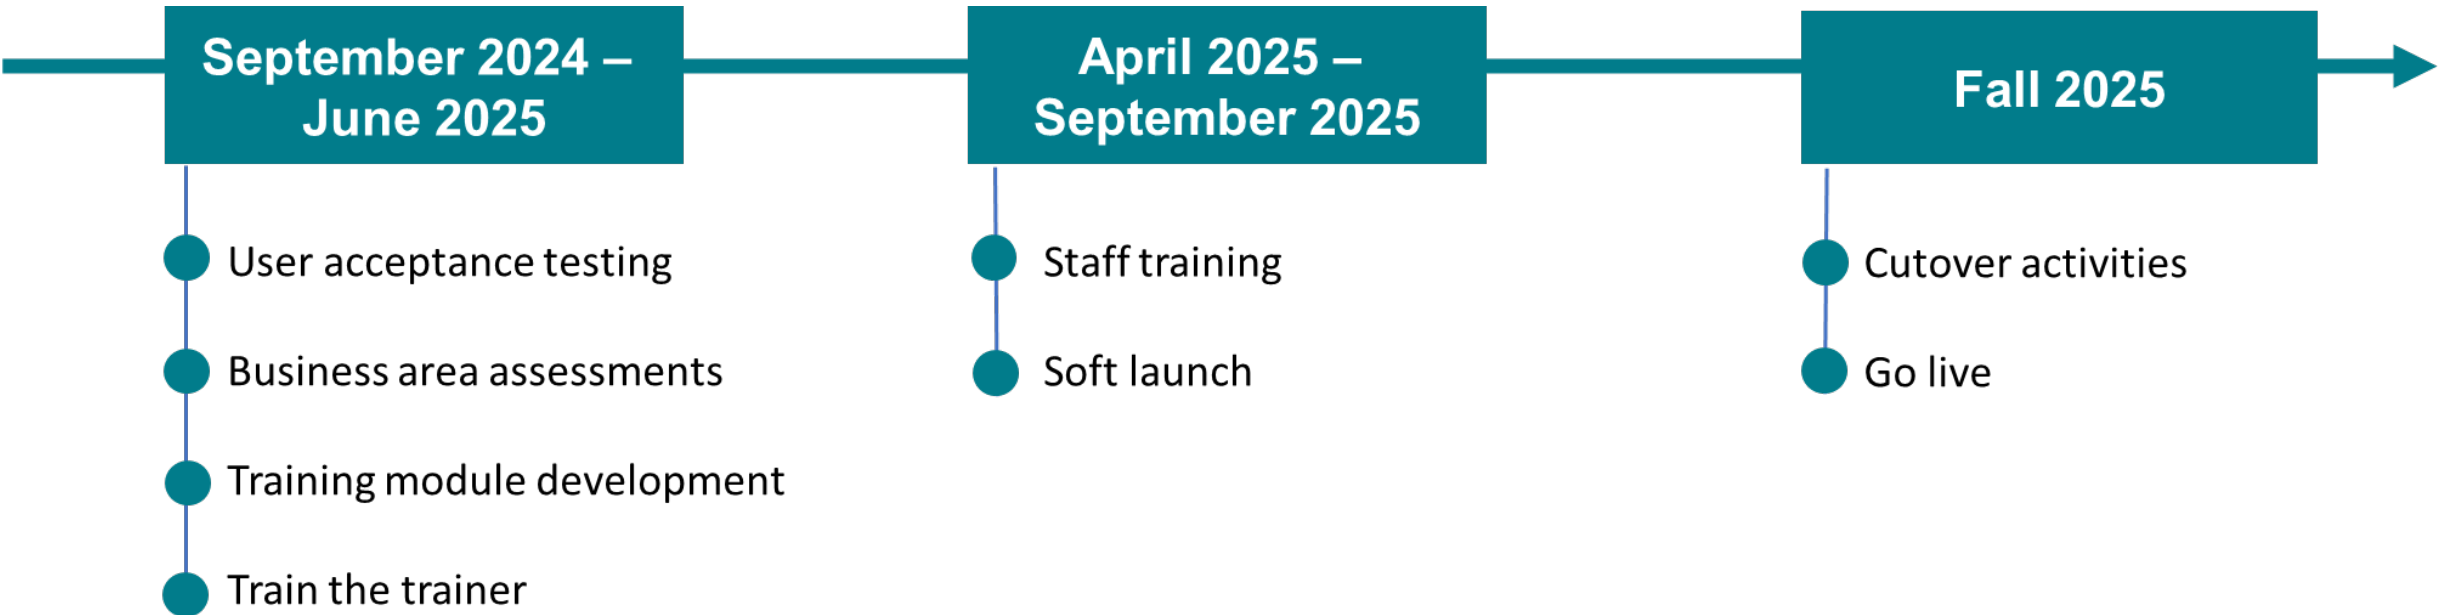 September 2024 –
June 2025
User acceptance testing
Business area assessments
Training module development
Train the trainer
April 2025 –
September 2025
Staff training
Soft launch
Fall 2025
Cutover activities
Go live